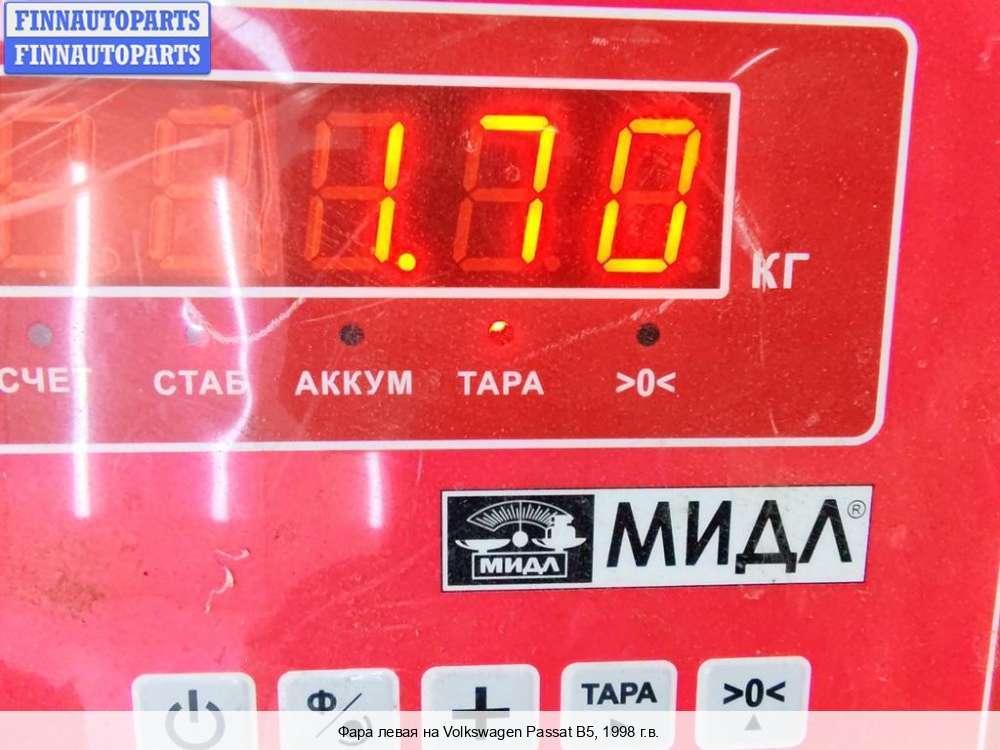 FINNAUTOPARTS
FINNAUTOPARTS
1.70
КГ
СЧЕТ СТАБ АККУМ ТАРА >0<
МИДЛ
МИДЛ®
Ф/ + ТАРА >0<
Фара левая на Volkswagen Passat B5, 1998 г.в.